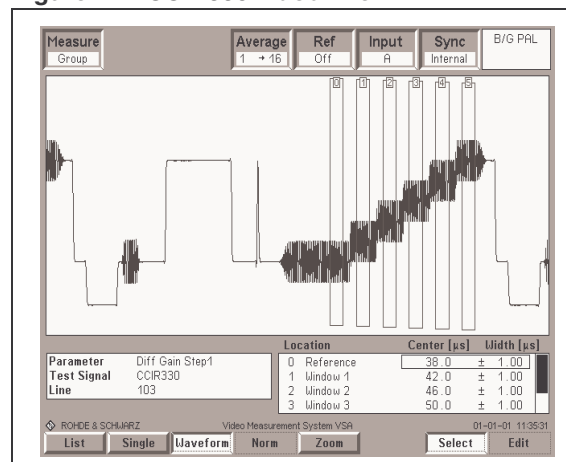 Measure
Group
Average
1 → 16
Ref
Off
Input
A
Sync
Internal
B/G PAL
0 1 2 3 4 5
Parameter Diff Gain Step1
Test Signal CCIR330
Line 103
Location Center [µs] Width [µs]
0 Reference 38.0 ± 1.00
1 Window 1 42.0 ± 1.00
2 Window 2 46.0 ± 1.00
3 Window 3 50.0 ± 1.00
ROHDE & SCHWARZ Video Measurement System VSA 01-01-01 11:35:31
List Single Waveform Norm Zoom Select Edit